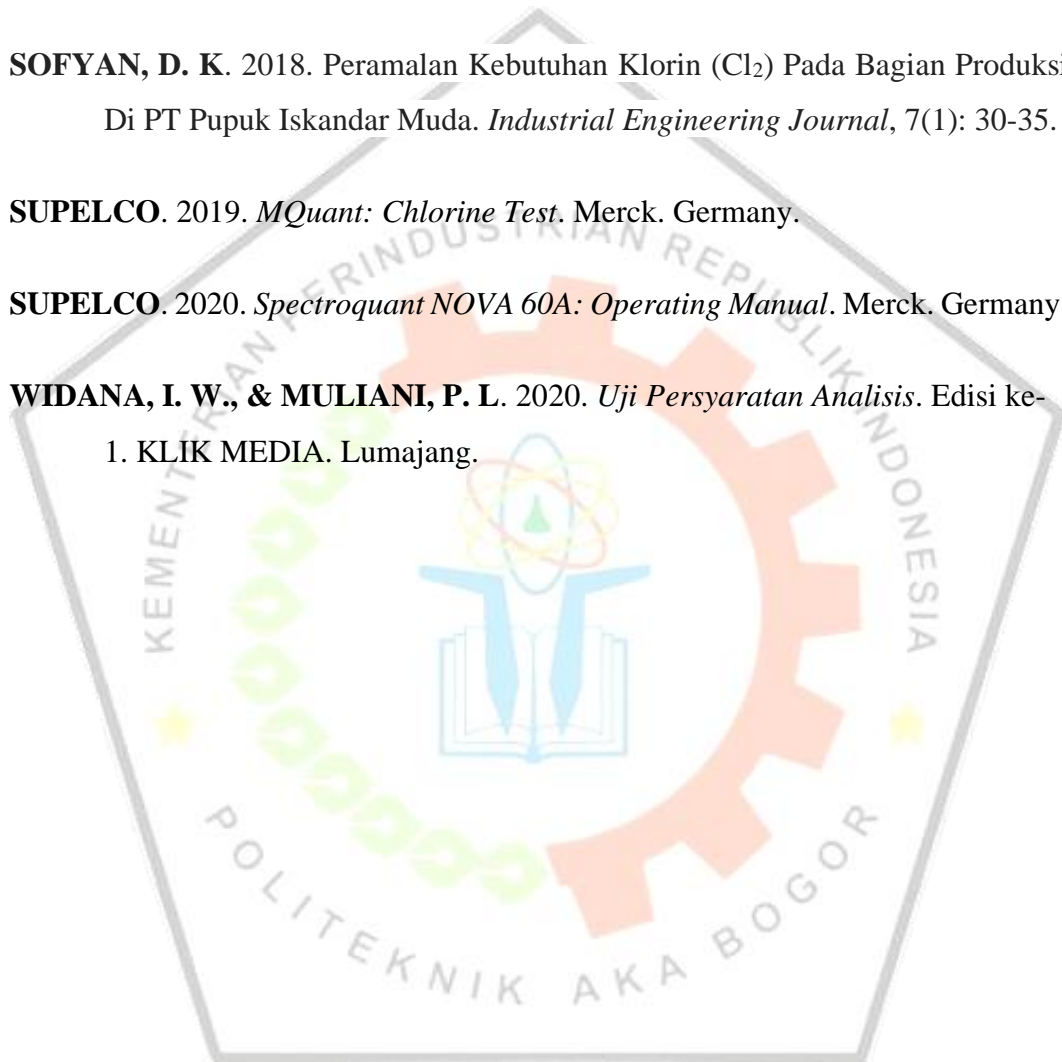 SOFYAN, D. K. 2018. Peramalan Kebutuhan Klorin (Cl₂) Pada Bagian Produksi
Di PT Pupuk Iskandar Muda. Industrial Engineering Journal, 7(1): 30-35.
SUPELCO. 2019. MQuant: Chlorine Test. Merck. Germany.
SUPELCO. 2020. Spectroquant NOVA 60A: Operating Manual. Merck. Germany
WIDANA, I. W., & MULIANI, P. L. 2020. Uji Persyaratan Analisis. Edisi ke-
1. KLIK MEDIA. Lumajang.
KEMENTERIAN PERINDUSTRIAN REPUBLIK INDONESIA
POLITEKNIK AKA BOGOR